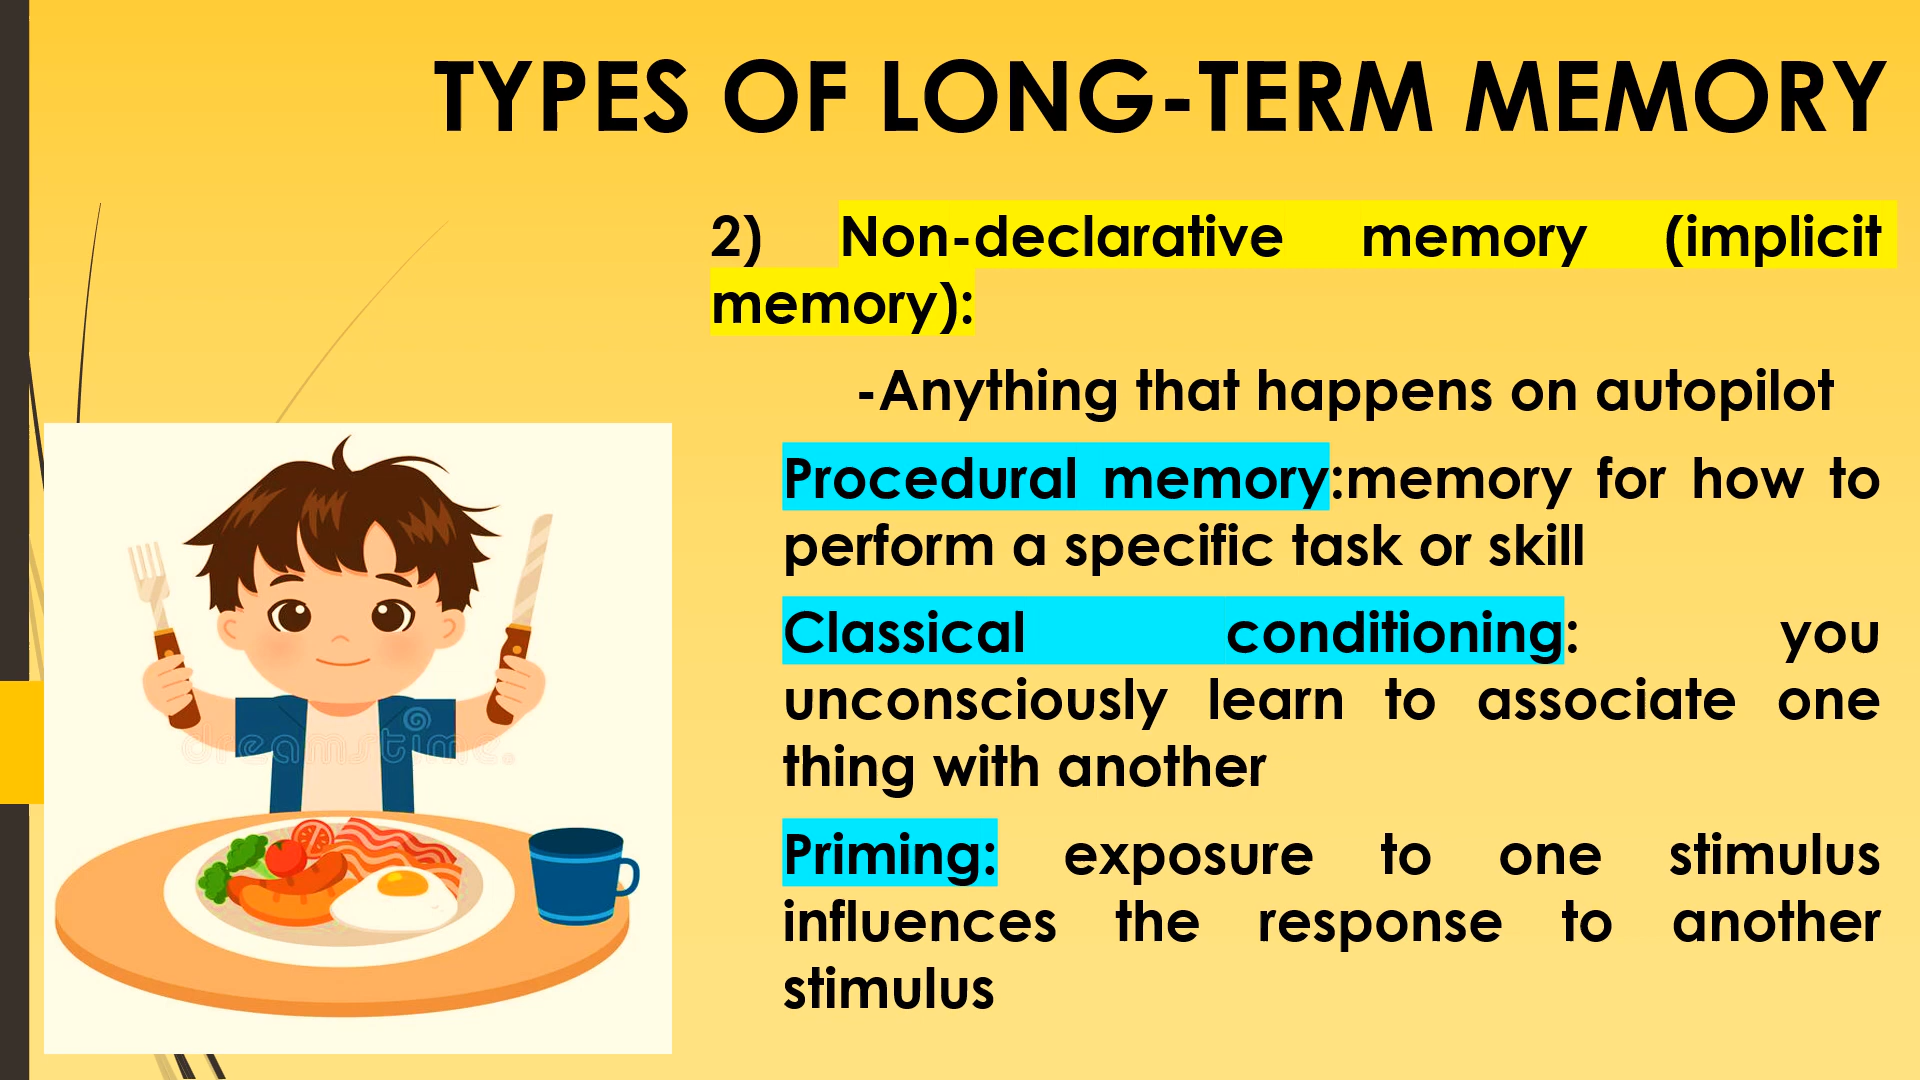 TYPES OF LONG-TERM MEMORY
2) Non-declarative memory (implicit
memory):
-Anything that happens on autopilot
Procedural memory:memory for how to
perform a specific task or skill
Classical conditioning: you
unconsciously learn to associate one
thing with another
Priming: exposure to one stimulus
influences the response to another
stimulus
dreamstime.